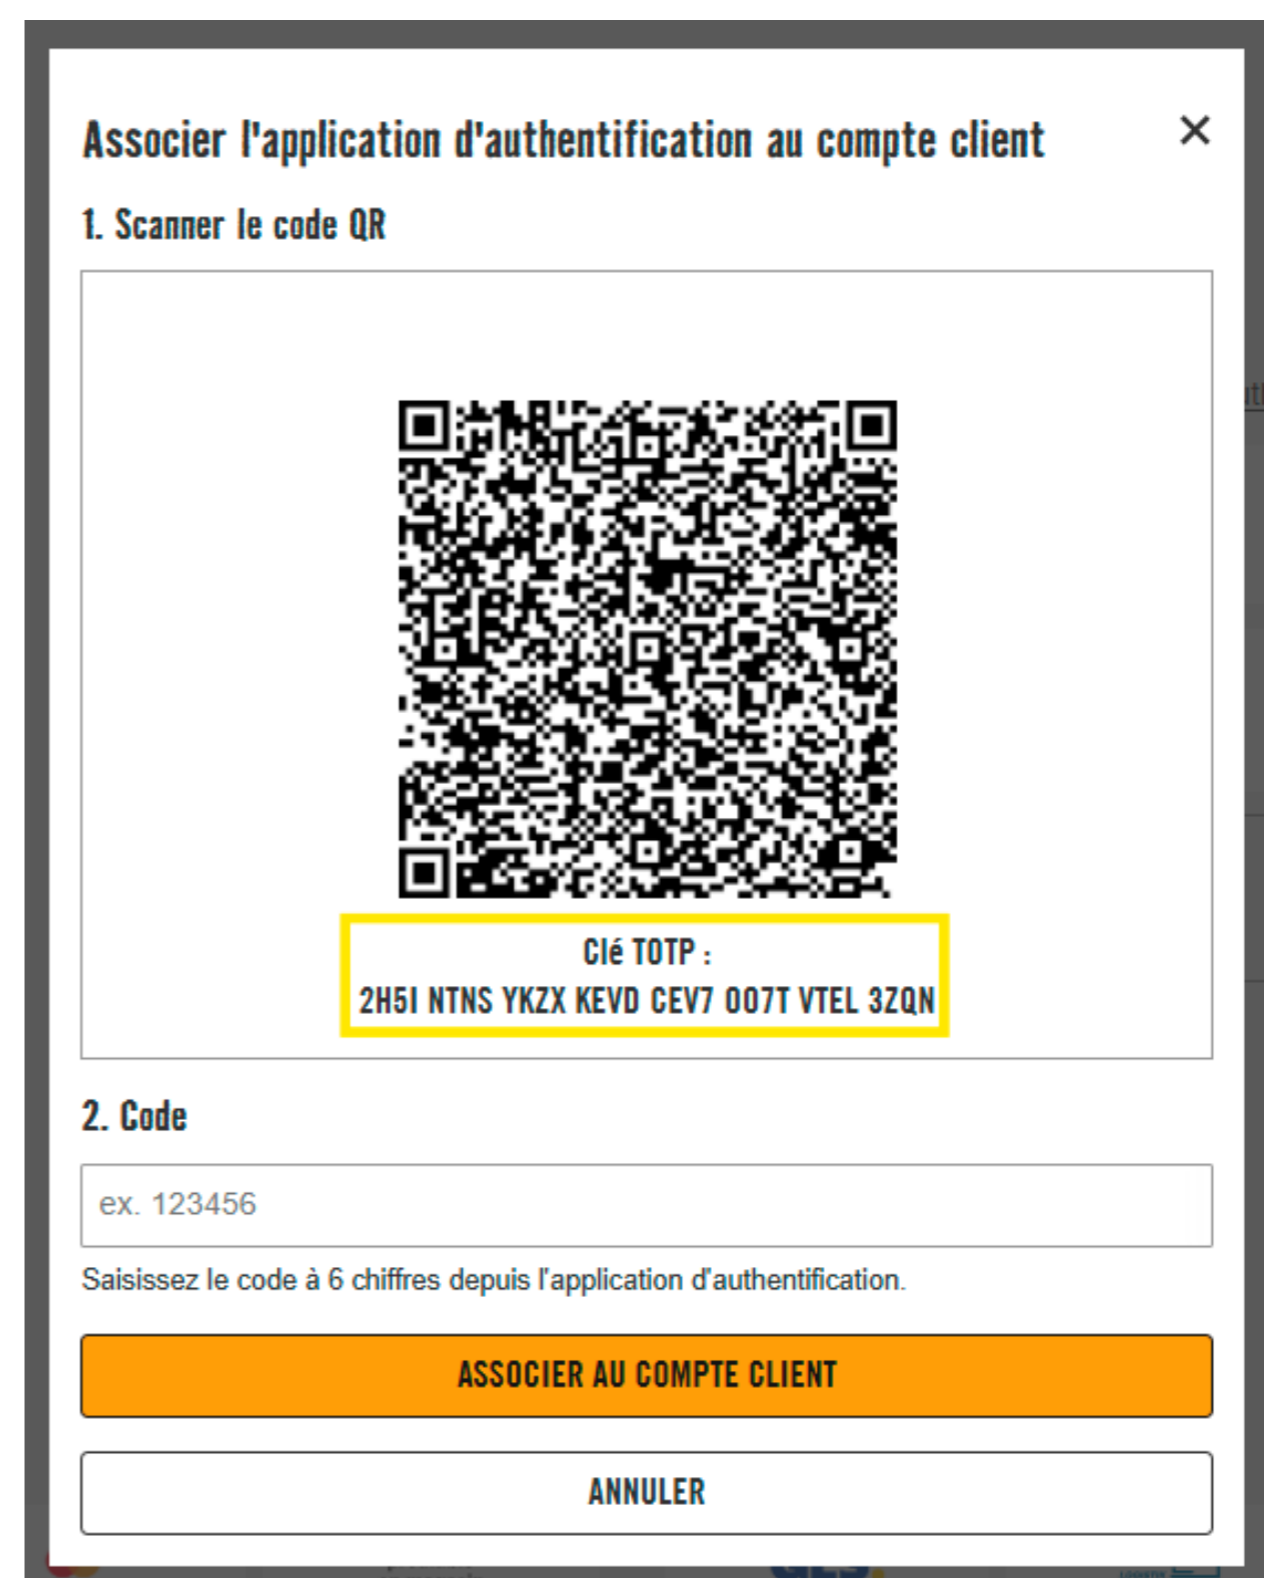 Associer l'application d'authentification au compte client
1. Scanner le code QR
Clé TOTP :
2H5I NTNS YKZX KEVD CEV7 OO7T VTEL 3ZQN
2. Code
ex. 123456
Saisissez le code à 6 chiffres depuis l'application d'authentification.
ASSOCIER AU COMPTE CLIENT
ANNULER